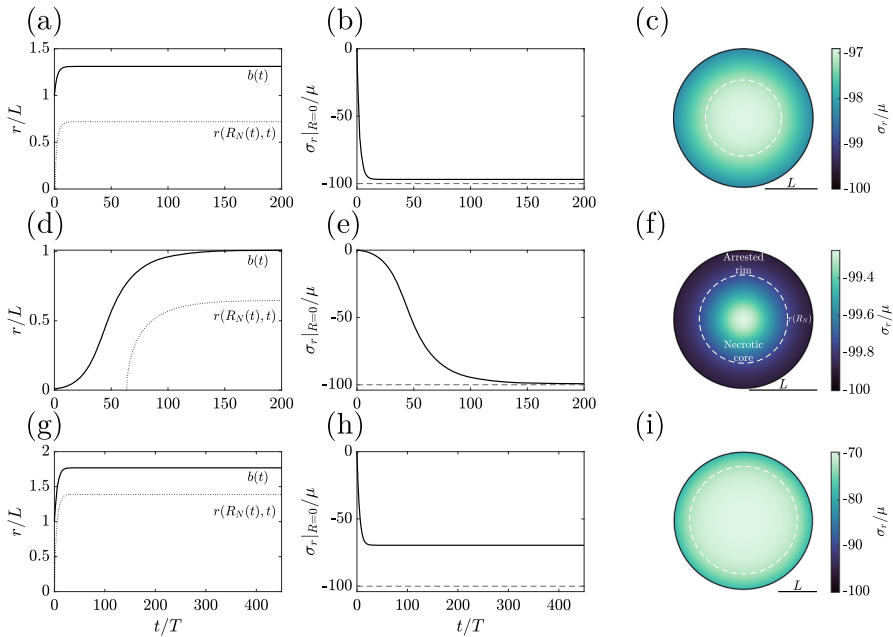 (a)
1.5
1
0.5
0
r/L
b(t)
r(R_N(t), t)
0 50 100 150 200
(b)
0
-50
-100
σ_r|_{R=0}/μ
0 50 100 150 200
(c)
L
-97
-98
-99
-100
σ_r/μ
(d)
1
0.5
0
r/L
b(t)
r(R_N(t), t)
0 50 100 150 200
(e)
0
-50
-100
σ_r|_{R=0}/μ
0 50 100 150 200
(f)
Arrested
rim
r(R_N)
Necrotic
core
L
-99.4
-99.6
-99.8
-100
σ_r/μ
(g)
2
1.5
1
0.5
0
r/L
b(t)
r(R_N(t), t)
0 100 200 300 400
t/T
(h)
0
-50
-100
σ_r|_{R=0}/μ
0 100 200 300 400
t/T
(i)
L
-70
-80
-90
-100
σ_r/μ